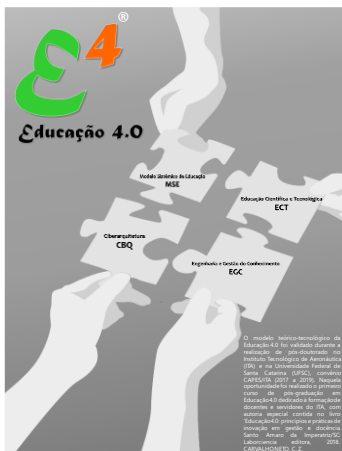 ε4®
Educação 4.0
Modelo Sistêmico de Educação
MSE
Educação Científica e Tecnológica
ECT
Ciberarquitetura
CBQ
Engenharia e Gestão do Conhecimento
EGC
O modelo teórico-tecnológico da
Educação 4.0 foi validado durante a
realização de pós-doutorado no
Instituto Tecnológico de Aeronáutica
(ITA) e na Universidade Federal de
Santa Catarina (UFSC), convênio
CAPES/ITA (2017 a 2019). Naquela
oportunidade foi realizado o primeiro
curso de pós-graduação em
Educação4.0 dedicado à formação de
docentes e servidores do ITA, com
autoria especial contida no livro
'Educação4.0: princípios e práticas de
inovação em gestão e docência.
Santo Amaro da Imperatriz/SC:
Laborciencia editora, 2018.
CARVALHONETO, C. Z.